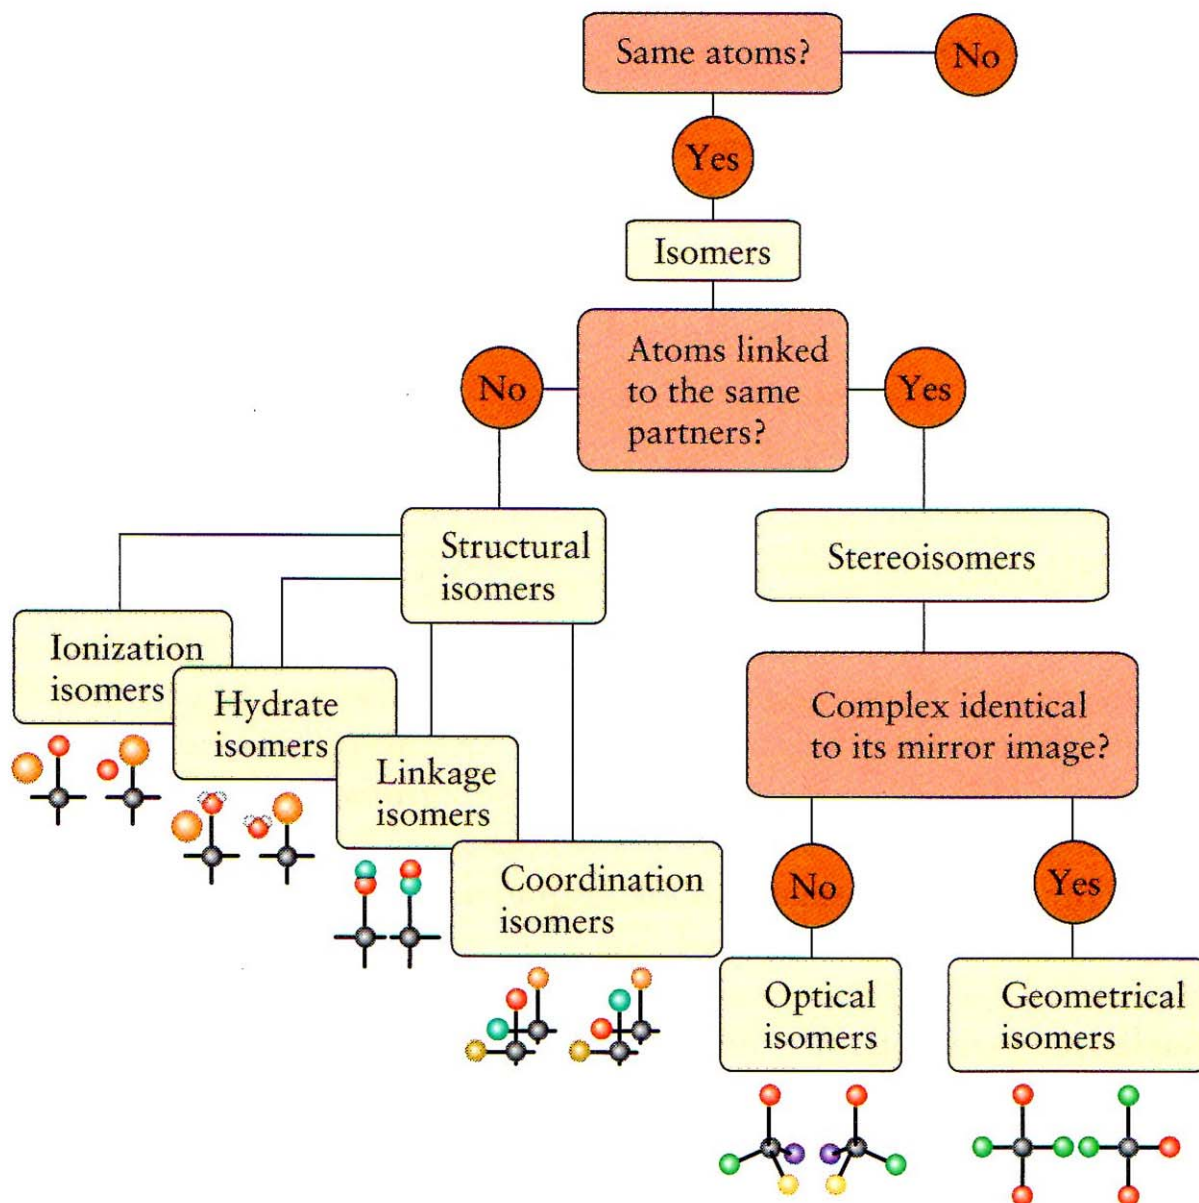 Same atoms?
No
Yes
Isomers
Atoms linked
to the same
partners?
No
Yes
Structural
isomers
Stereoisomers
Ionization
isomers
Hydrate
isomers
Linkage
isomers
Coordination
isomers
Complex identical
to its mirror image?
No
Yes
Optical
isomers
Geometrical
isomers